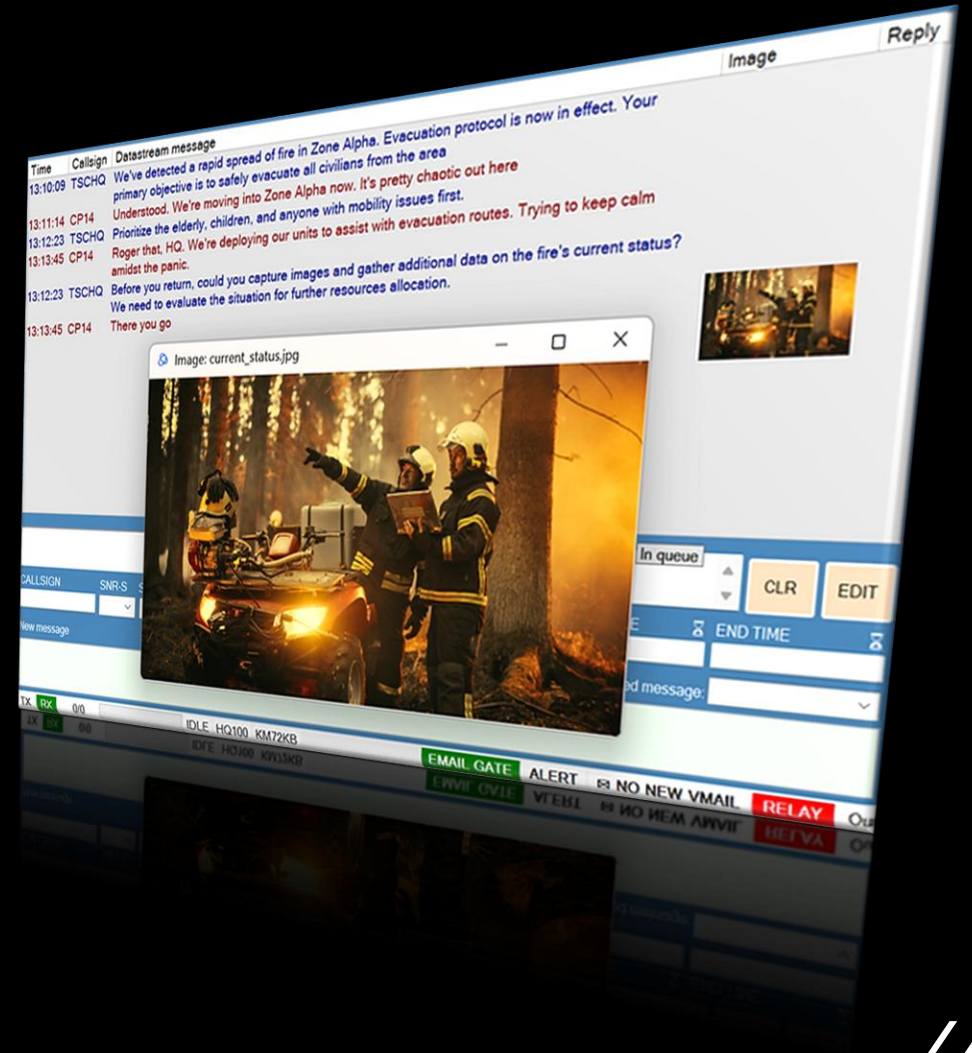 Image
Reply
Time Callsign Datastream message
13:10:09 TSCHQ We've detected a rapid spread of fire in Zone Alpha. Evacuation protocol is now in effect. Your
primary objective is to safely evacuate all civilians from the area
13:11:14 CP14 Understood. We're moving into Zone Alpha now. It's pretty chaotic out here
13:12:23 TSCHQ Prioritize the elderly, children, and anyone with mobility issues first.
13:13:45 CP14 Roger that, HQ. We're deploying our units to assist with evacuation routes. Trying to keep calm
amidst the panic.
13:12:23 TSCHQ Before you return, could you capture images and gather additional data on the fire's current status?
We need to evaluate the situation for further resources allocation.
13:13:45 CP14 There you go
Image: current_status.jpg
In queue
CLR
EDIT
CALLSIGN SNR-S
END TIME
New message
message:
TX RX 0/0 IDLE HQ100 KM72KB
EMAIL GATE ALERT NO NEW VMAIL RELAY